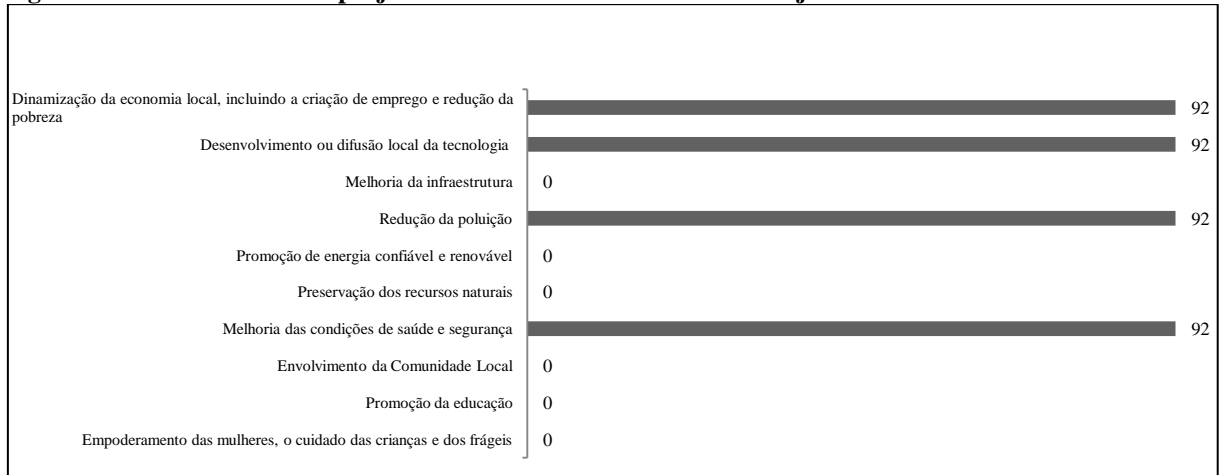 Dinamização da economia local, incluindo a criação de emprego e redução da
pobreza
92
Desenvolvimento ou difusão local da tecnologia
92
Melhoria da infraestrutura
0
Redução da poluição
92
Promoção de energia confiável e renovável
0
Preservação dos recursos naturais
0
Melhoria das condições de saúde e segurança
92
Envolvimento da Comunidade Local
0
Promoção da educação
0
Empoderamento das mulheres, o cuidado das crianças e dos frágeis
0